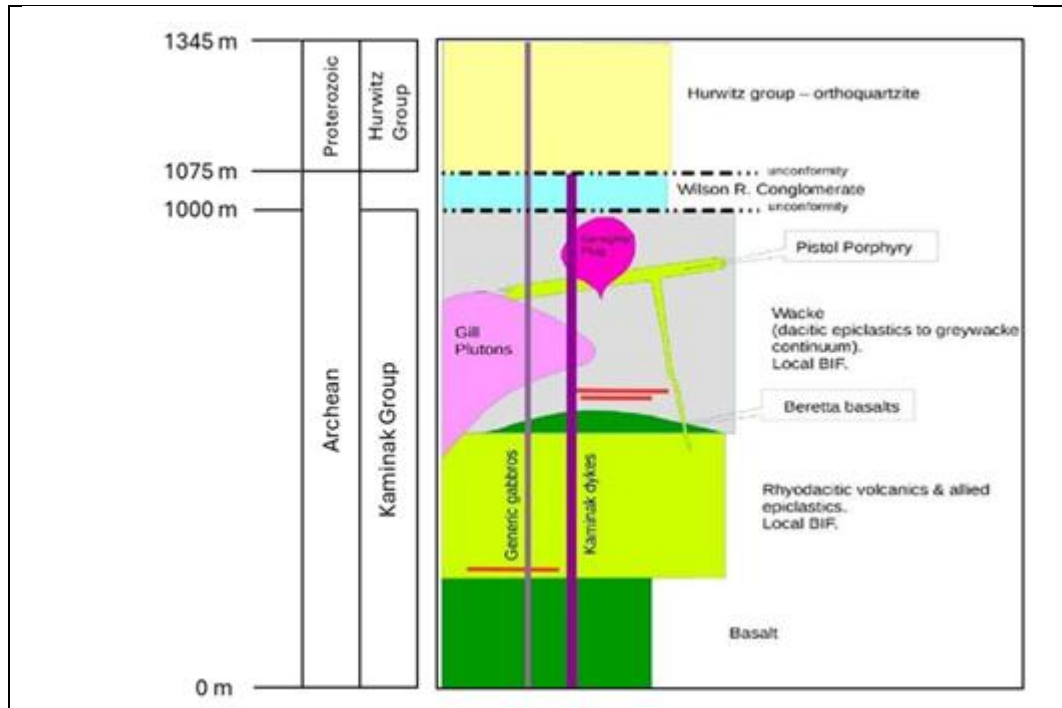 1345 m
Proterozoic
Hurwitz
Group
Hurwitz group – orthoquartzite
1075 m
unconformity
Wilson R. Conglomerate
1000 m
unconformity
Archean
Kaminak Group
Plug
Pistol Porphyry
Gill
Plutons
Wacke
(dacitic epiclastics to greywacke
continuum).
Local BIF.
Beretta basalts
Generic gabbros
Kaminak dykes
Rhyodacitic volcanics & allied
epiclastics.
Local BIF.
Basalt
0 m